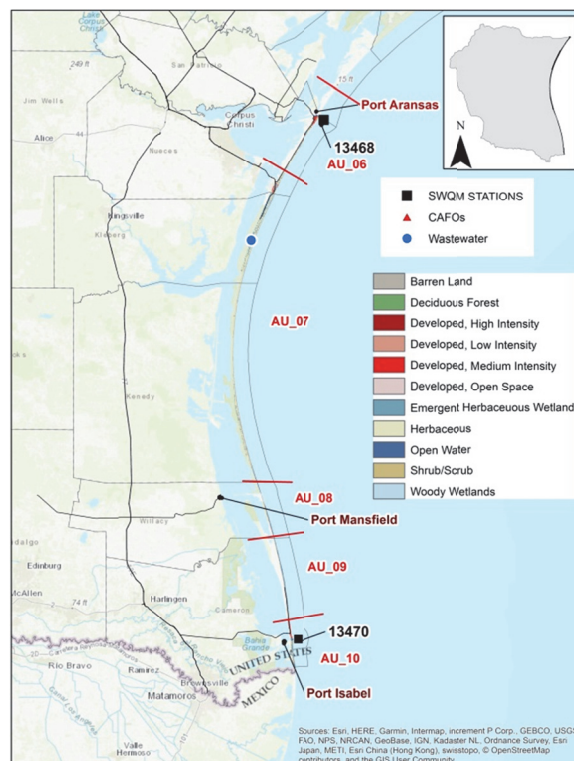 Lake
Corpus
Christi
249 ft
San Patricio
15 ft
Port Aransas
Jim Wells
Corpus
Christi
Alice
Nueces
13468
AU_06
N
SWQM STATIONS
CAFOs
Wastewater
Kingsville
Kleberg
Barren Land
Deciduous Forest
Developed, High Intensity
Developed, Low Intensity
Developed, Medium Intensity
Developed, Open Space
Emergent Herbaceuous Wetland
Herbaceous
Open Water
Shrub/Scrub
Woody Wetlands
AU_07
Kenedy
AU_08
Port Mansfield
Willacy
Edinburg
AU_09
McAllen
74 ft
Harlingen
Cameron
13470
Bahia
Grande
AU_10
UNITED STATES
MEXICO
Port Isabel
Rio Bravo
Ramirez
Brownsville
Matamoros
Valle
Hermoso
Sources: Esri, HERE, Garmin, Intermap, increment P Corp., GEBCO, USGS
FAO, NPS, NRCAN, GeoBase, IGN, Kadaster NL, Ordnance Survey, Esri
Japan, METI, Esri China (Hong Kong), swisstopo, © OpenStreetMap
contributors, and the GIS User Community